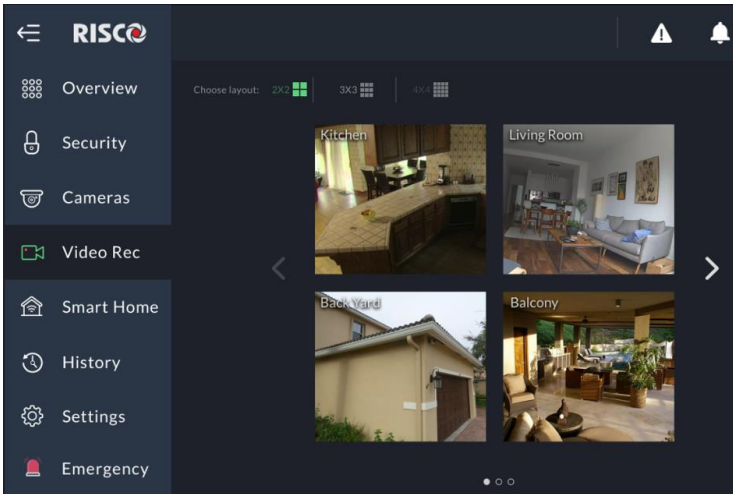 RISCO
Overview
Security
Cameras
Video Rec
Smart Home
History
Settings
Emergency
Choose layout: 2X2 3X3 4X4
Kitchen
Living Room
Back Yard
Balcony